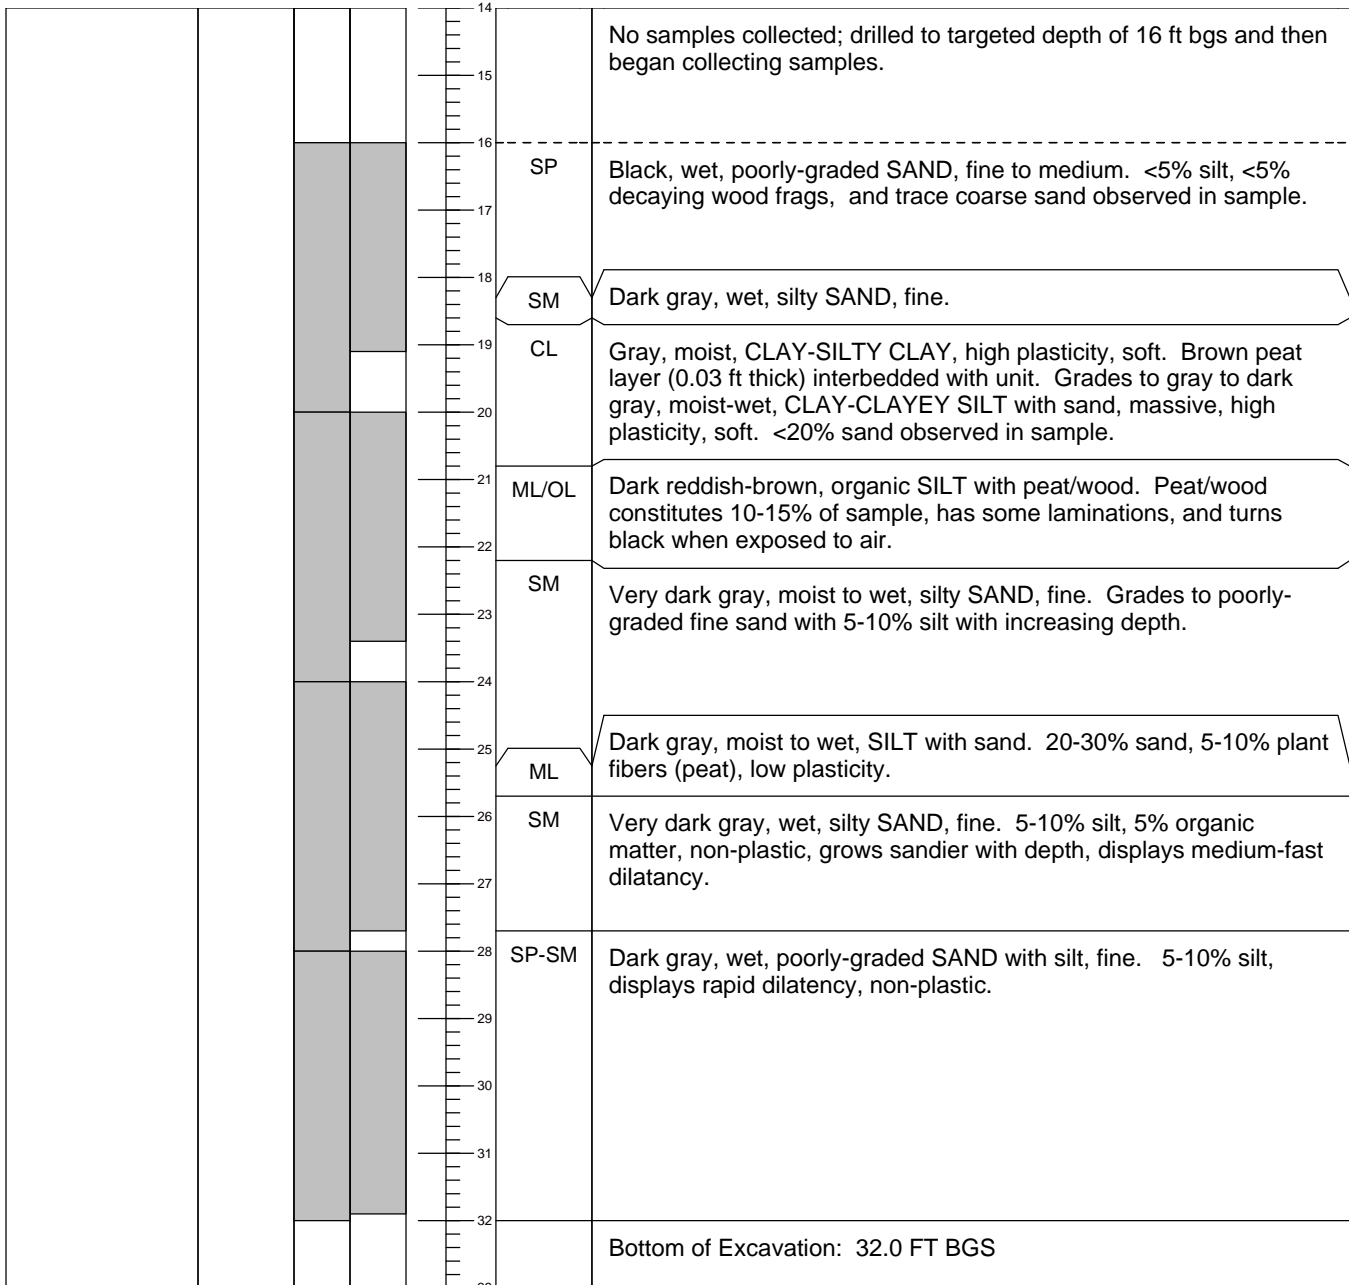 14
No samples collected; drilled to targeted depth of 16 ft bgs and then
began collecting samples.
15
16
SP
Black, wet, poorly-graded SAND, fine to medium. <5% silt, <5%
decaying wood frags, and trace coarse sand observed in sample.
17
18
SM
Dark gray, wet, silty SAND, fine.
19
CL
Gray, moist, CLAY-SILTY CLAY, high plasticity, soft. Brown peat
layer (0.03 ft thick) interbedded with unit. Grades to gray to dark
gray, moist-wet, CLAY-CLAYEY SILT with sand, massive, high
plasticity, soft. <20% sand observed in sample.
20
21
ML/OL
Dark reddish-brown, organic SILT with peat/wood. Peat/wood
constitutes 10-15% of sample, has some laminations, and turns
black when exposed to air.
22
SM
Very dark gray, moist to wet, silty SAND, fine. Grades to poorly-
graded fine sand with 5-10% silt with increasing depth.
23
24
25
ML
Dark gray, moist to wet, SILT with sand. 20-30% sand, 5-10% plant
fibers (peat), low plasticity.
26
SM
Very dark gray, wet, silty SAND, fine. 5-10% silt, 5% organic
matter, non-plastic, grows sandier with depth, displays medium-fast
dilatancy.
27
28
SP-SM
Dark gray, wet, poorly-graded SAND with silt, fine. 5-10% silt,
displays rapid dilatency, non-plastic.
29
30
31
32
Bottom of Excavation: 32.0 FT BGS